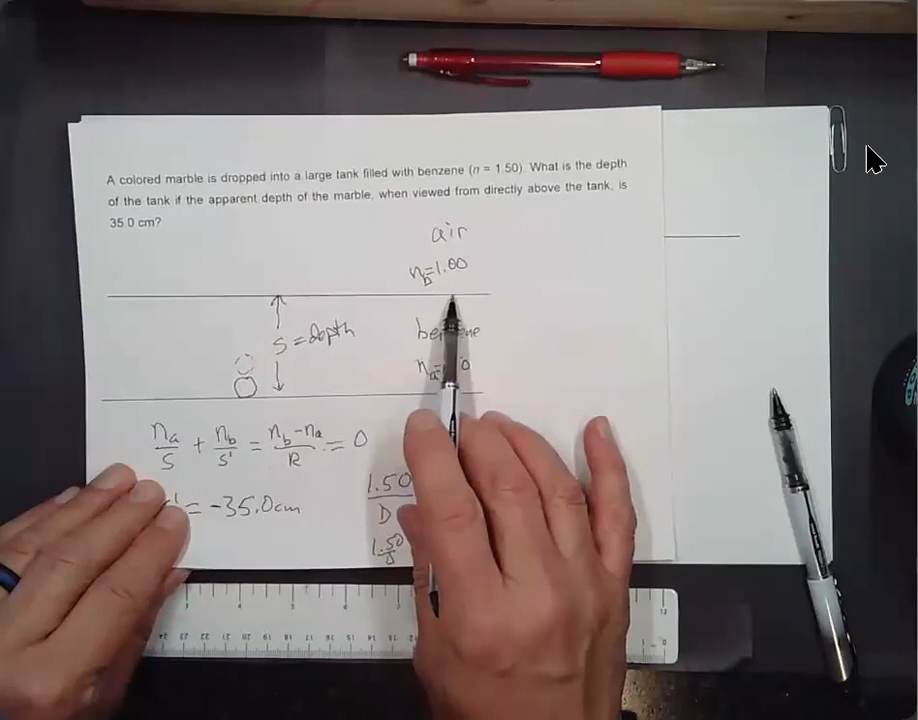 A colored marble is dropped into a large tank filled with benzene (n = 1.50). What is the depth
of the tank if the apparent depth of the marble, when viewed from directly above the tank, is
35.0 cm?
air
n_b=1.00
s = depth
n_a/s + n_b/s' = n_b-n_a/R = 0
= -35.0cm
1.50/D
1.50/D